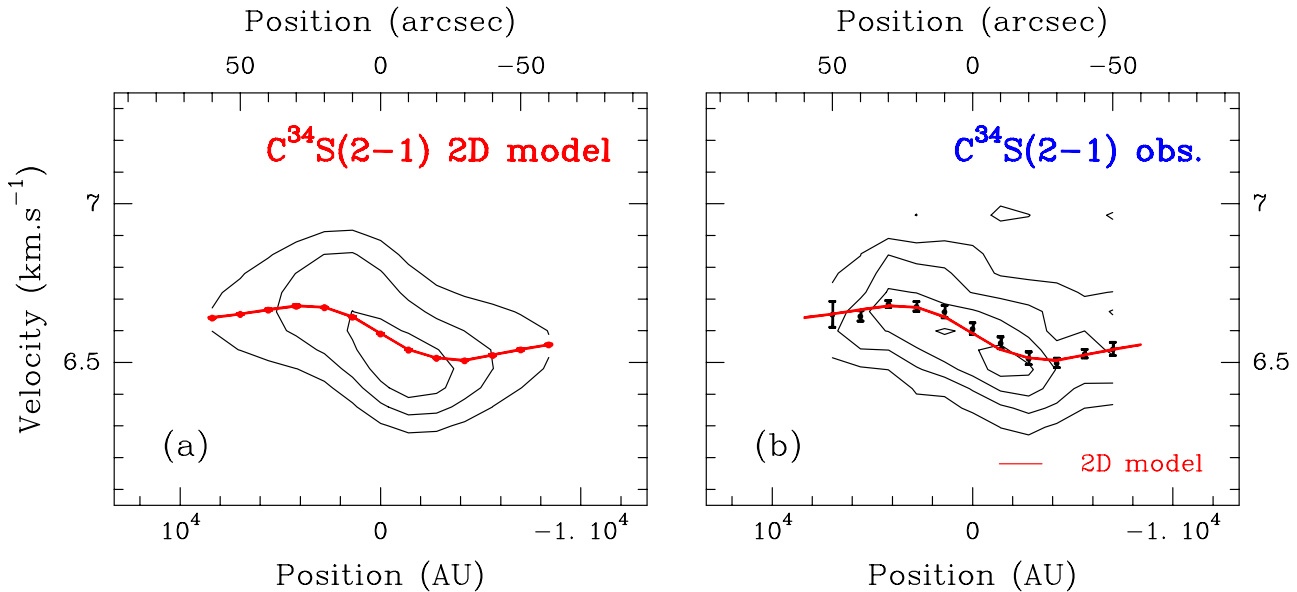 Position (arcsec)
50 0 −50
C³⁴S(2−1) 2D model
Velocity (km.s⁻¹)
7
6.5
(a)
10⁴ 0 −1. 10⁴
Position (AU)
Position (arcsec)
50 0 −50
C³⁴S(2−1) obs.
7
6.5
(b)
2D model
10⁴ 0 −1. 10⁴
Position (AU)